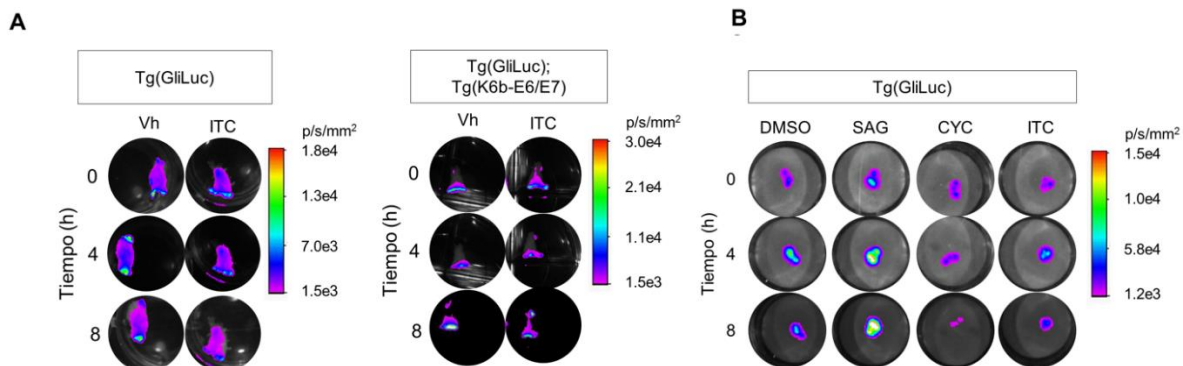 A
Tg(GliLuc)
Vh ITC
p/s/mm²
1.8e4
1.3e4
7.0e3
1.5e3
0
4
8
Tiempo (h)
Tg(GliLuc);
Tg(K6b-E6/E7)
Vh ITC
p/s/mm²
3.0e4
2.1e4
1.1e4
1.5e3
0
4
8
Tiempo (h)
B
Tg(GliLuc)
DMSO SAG CYC ITC
p/s/mm²
1.5e4
5.8e4
1.2e3
0
4
8
Tiempo (h)